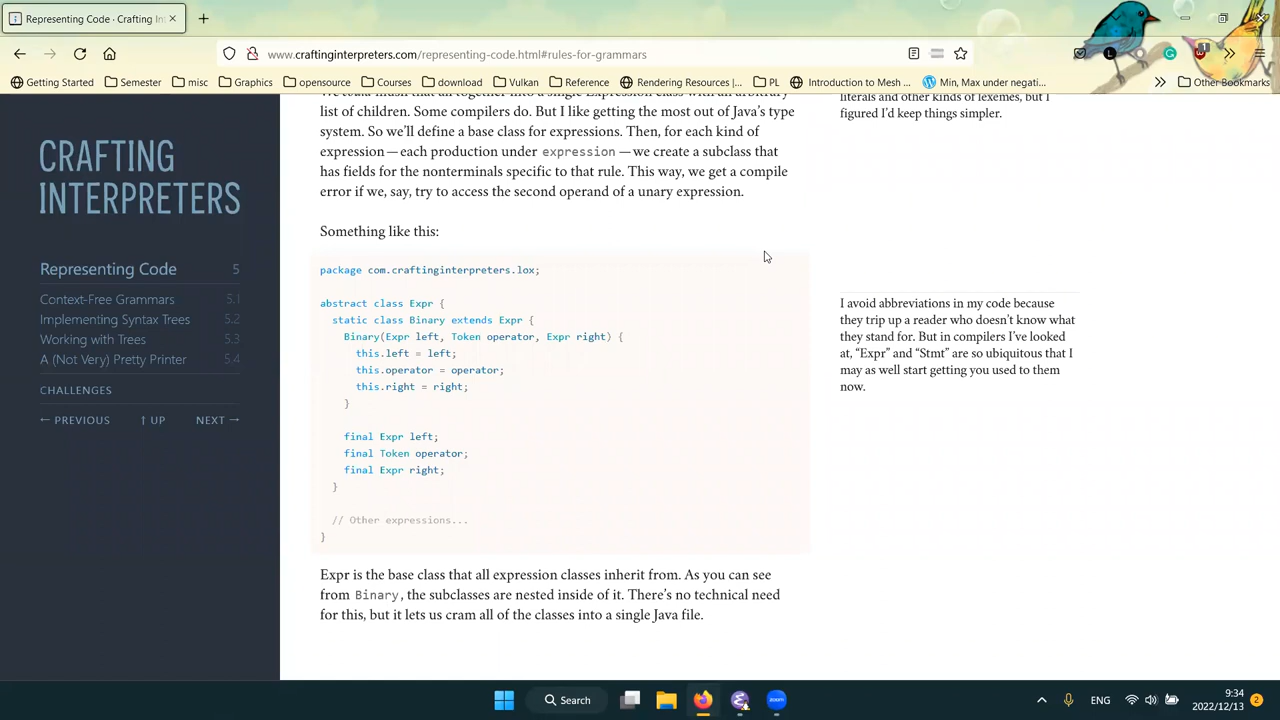 Representing Code · Crafting In
www.craftinginterpreters.com/representing-code.html#rules-for-grammars
Getting Started
Semester
misc
Graphics
opensource
Courses
download
Vulkan
Reference
Rendering Resources |...
PL
Introduction to Mesh ...
Min, Max under negati...
Other Bookmarks
CRAFTING
INTERPRETERS
Representing Code 5
Context-Free Grammars 5.1
Implementing Syntax Trees 5.2
Working with Trees 5.3
A (Not Very) Pretty Printer 5.4
CHALLENGES
← PREVIOUS ↑ UP NEXT →
list of children. Some compilers do. But I like getting the most out of Java’s type
system. So we’ll define a base class for expressions. Then, for each kind of
expression—each production under expression —we create a subclass that
has fields for the nonterminals specific to that rule. This way, we get a compile
error if we, say, try to access the second operand of a unary expression.
Something like this:
package com.craftinginterpreters.lox;
abstract class Expr {
static class Binary extends Expr {
Binary(Expr left, Token operator, Expr right) {
this.left = left;
this.operator = operator;
this.right = right;
}
final Expr left;
final Token operator;
final Expr right;
}
// Other expressions...
}
Expr is the base class that all expression classes inherit from. As you can see
from Binary, the subclasses are nested inside of it. There’s no technical need
for this, but it lets us cram all of the classes into a single Java file.
literals and other kinds of lexemes, but I
figured I’d keep things simpler.
I avoid abbreviations in my code because
they trip up a reader who doesn’t know what
they stand for. But in compilers I’ve looked
at, “Expr” and “Stmt” are so ubiquitous that I
may as well start getting you used to them
now.
Search
zoom
ENG
9:34
2022/12/13
2